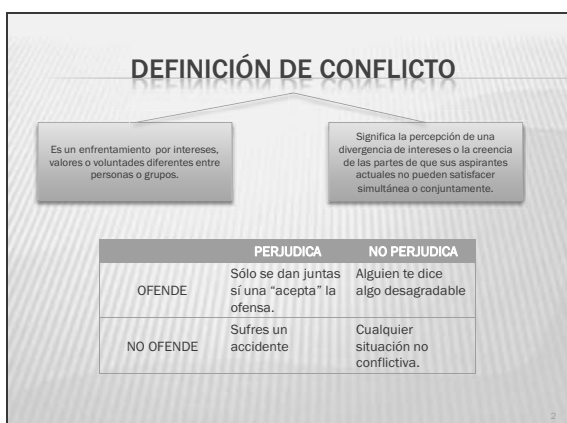 DEFINICIÓN DE CONFLICTO
Es un enfrentamiento por intereses,
valores o voluntades diferentes entre
personas o grupos.
Significa la percepción de una
divergencia de intereses o la creencia
de las partes de que sus aspirantes
actuales no pueden satisfacer
simultánea o conjuntamente.
PERJUDICA NO PERJUDICA
OFENDE
Sólo se dan juntas
sí una “acepta” la
ofensa.
Alguien te dice
algo desagradable
NO OFENDE
Sufres un
accidente
Cualquier
situación no
conflictiva.
2